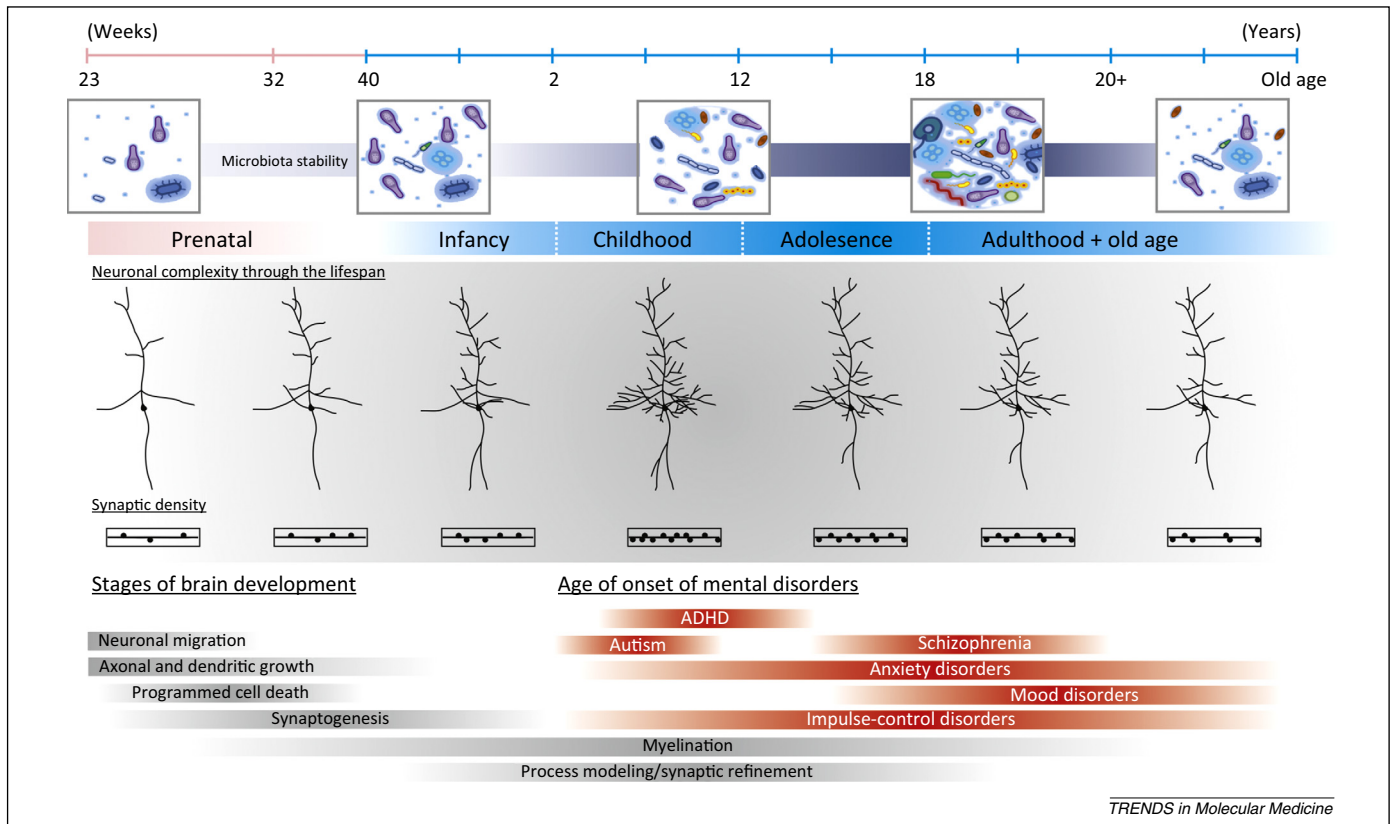 (Weeks) (Years)
23 32 40 2 12 18 20+ Old age
Microbiota stability
Prenatal Infancy Childhood Adolesence Adulthood + old age
Neuronal complexity through the lifespan
Synaptic density
Stages of brain development
Age of onset of mental disorders
ADHD
Neuronal migration
Autism
Schizophrenia
Axonal and dendritic growth
Anxiety disorders
Programmed cell death
Mood disorders
Synaptogenesis
Impulse-control disorders
Myelination
Process modeling/synaptic refinement
TRENDS in Molecular Medicine